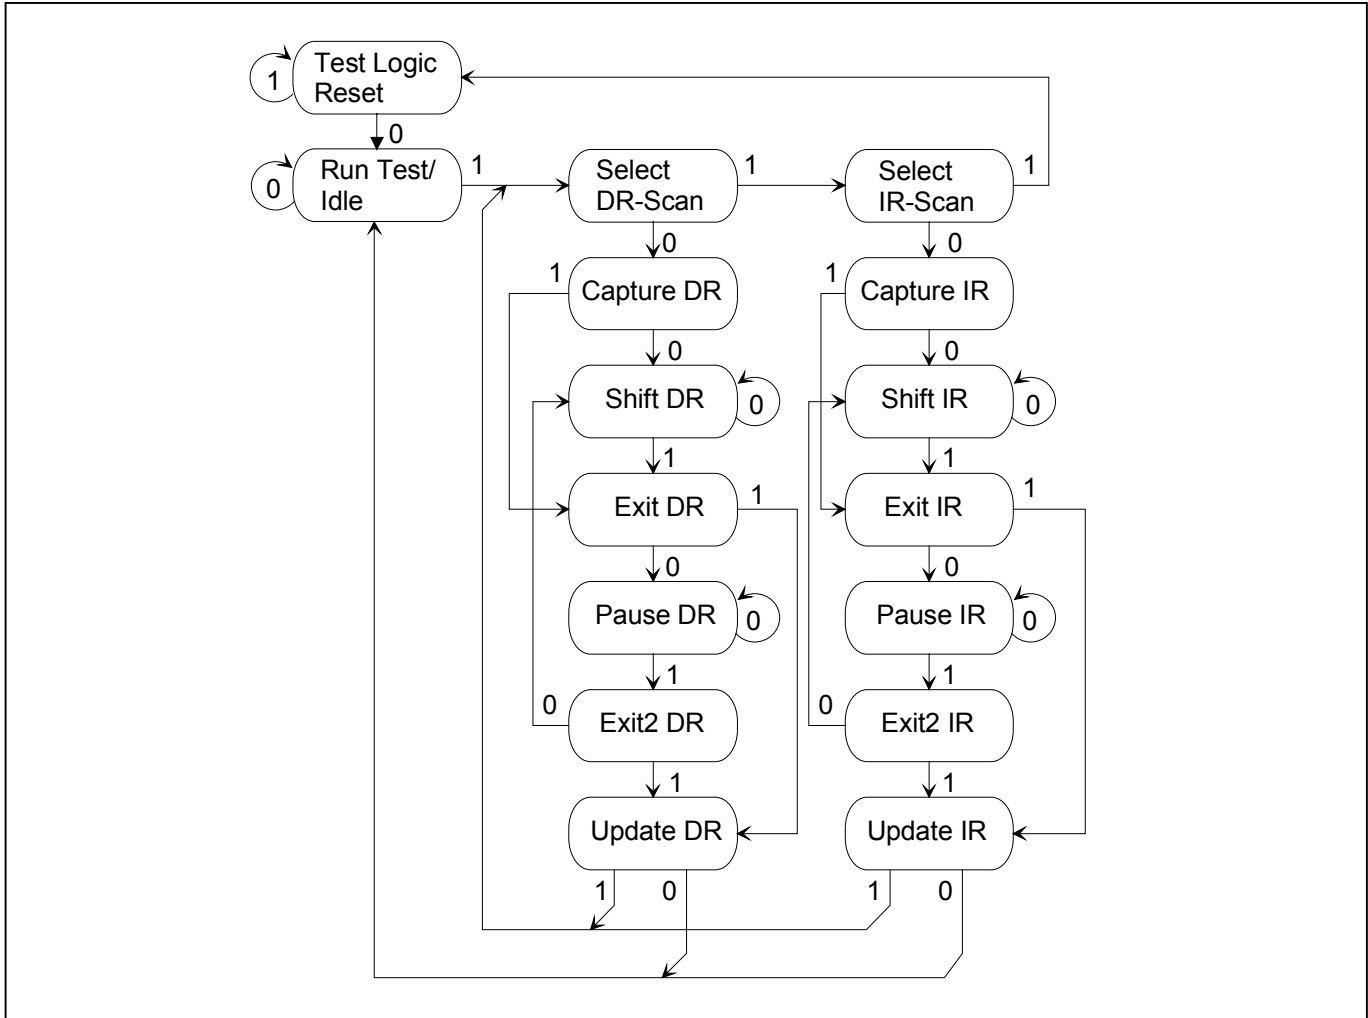 Test Logic
Reset
1
0
Run Test/
Idle
0
1
Select
DR-Scan
1
Select
IR-Scan
1
0
0
1
Capture DR
1
Capture IR
0
0
Shift DR
0
Shift IR
0
1
1
Exit DR
1
Exit IR
1
0
0
Pause DR
0
Pause IR
0
1
1
0
Exit2 DR
0
Exit2 IR
1
1
Update DR
Update IR
1
0
1
0